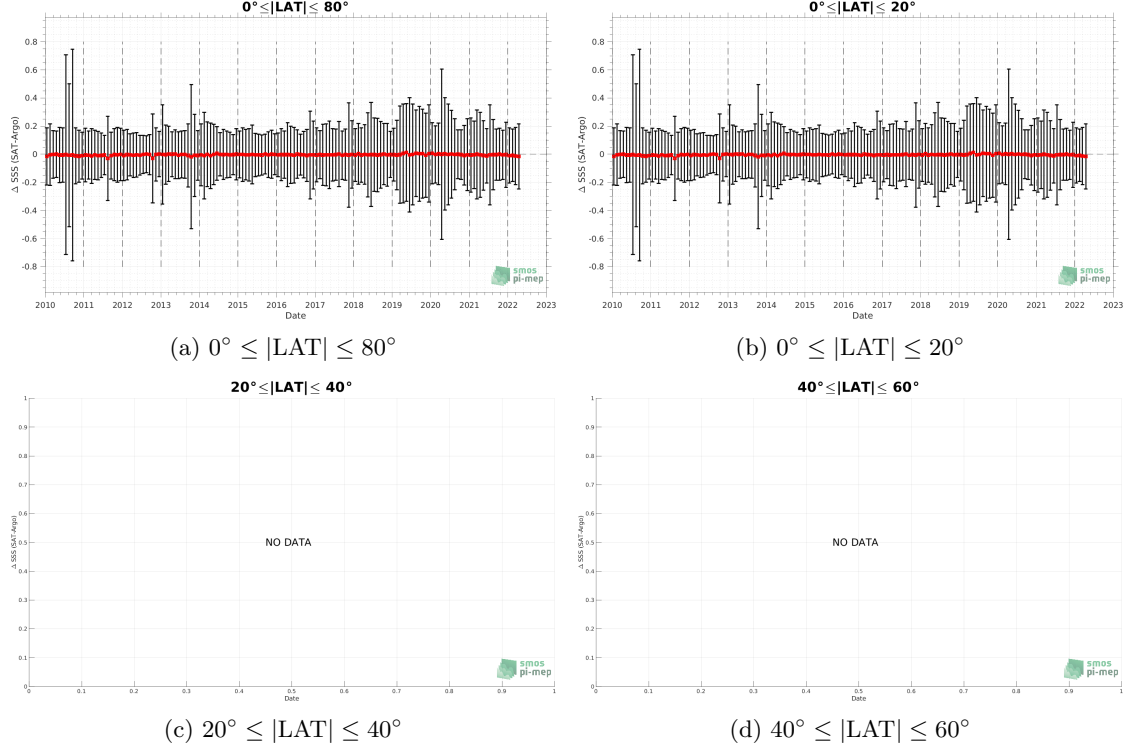 0°≤|LAT|≤ 80°
Δ SSS (SAT-Argo)
0.8
0.6
0.4
0.2
0
-0.2
-0.4
-0.6
-0.8
2010 2011 2012 2013 2014 2015 2016 2017 2018 2019 2020 2021 2022 2023
Date
smos
pi-mep
(a) 0° ≤ |LAT| ≤ 80°
0°≤|LAT|≤ 20°
Δ SSS (SAT-Argo)
0.8
0.6
0.4
0.2
0
-0.2
-0.4
-0.6
-0.8
2010 2011 2012 2013 2014 2015 2016 2017 2018 2019 2020 2021 2022 2023
Date
smos
pi-mep
(b) 0° ≤ |LAT| ≤ 20°
20°≤|LAT|≤ 40°
Δ SSS (SAT-Argo)
1
0.9
0.8
0.7
0.6
0.5
0.4
0.3
0.2
0.1
0
NO DATA
0 0.1 0.2 0.3 0.4 0.5 0.6 0.7 0.8 0.9 1
Date
smos
pi-mep
(c) 20° ≤ |LAT| ≤ 40°
40°≤|LAT|≤ 60°
Δ SSS (SAT-Argo)
1
0.9
0.8
0.7
0.6
0.5
0.4
0.3
0.2
0.1
0
NO DATA
0 0.1 0.2 0.3 0.4 0.5 0.6 0.7 0.8 0.9 1
Date
smos
pi-mep
(d) 40° ≤ |LAT| ≤ 60°